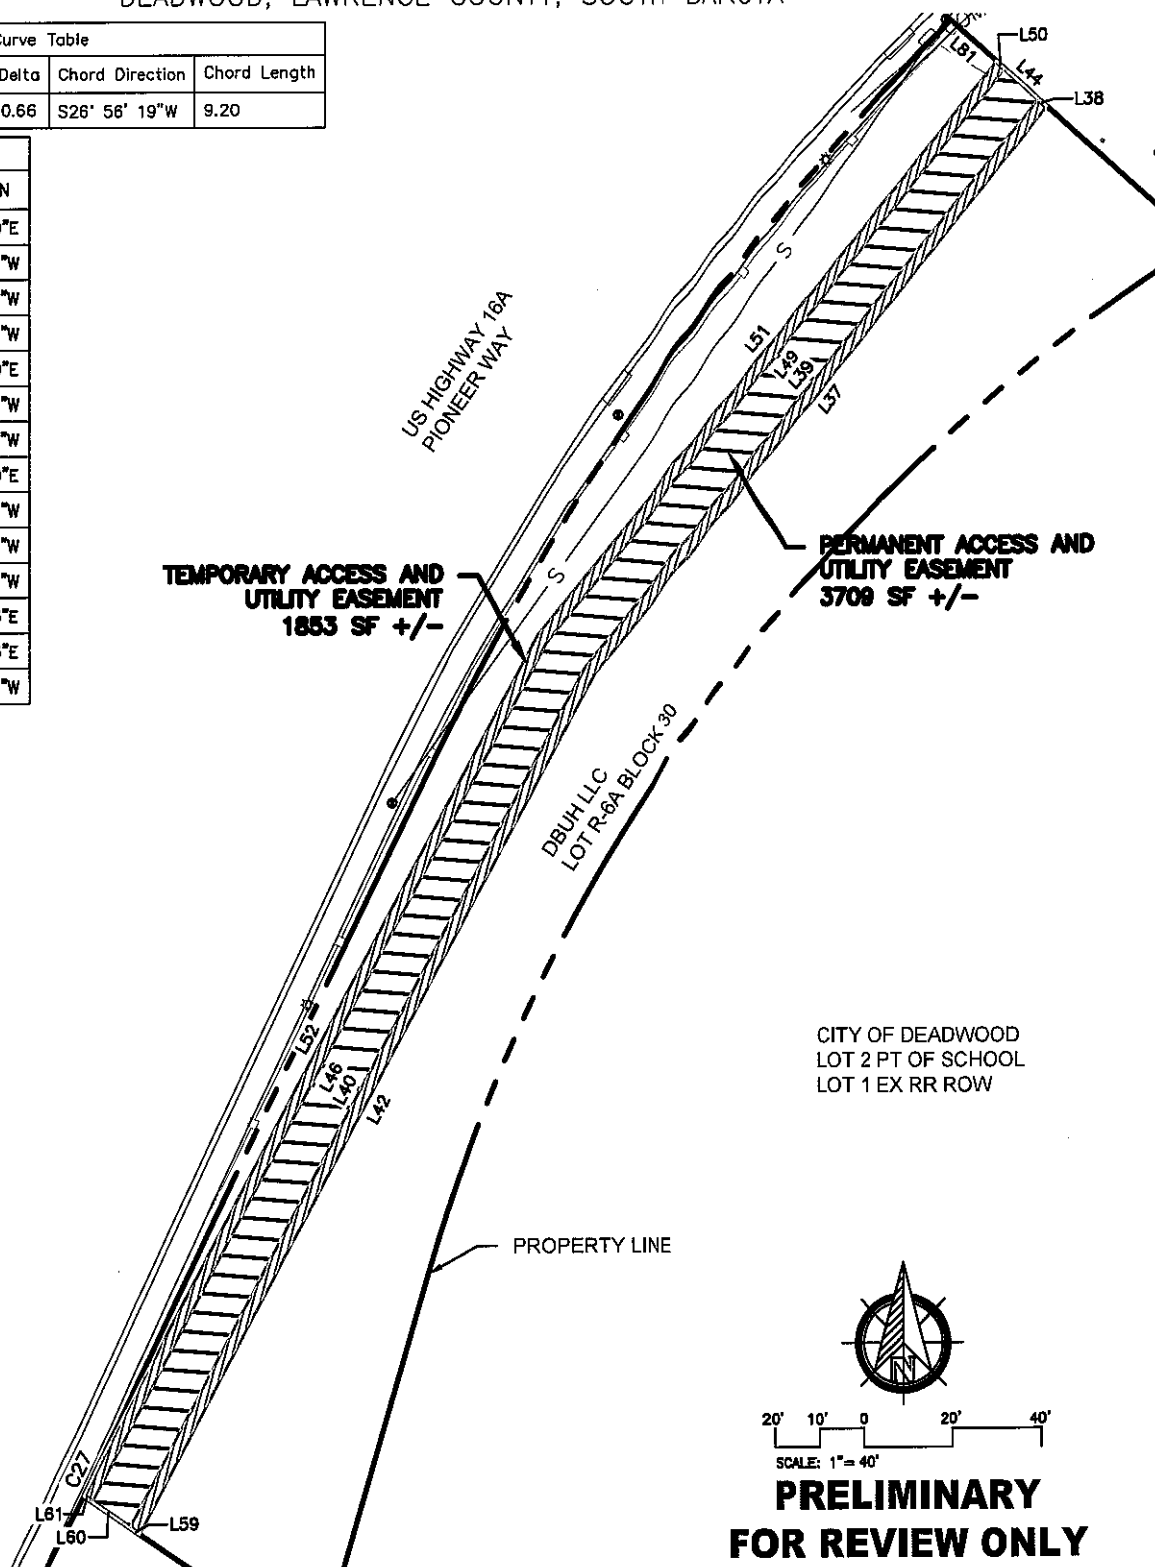 DEADWOOD, LAWRENCE COUNTY, SOUTH DAKOTA
Curve Table
Delta Chord Direction Chord Length
0.66 S26° 56' 19"W 9.20
N
"E
"W
"W
"W
"E
"W
"W
"E
"W
"W
"W
"E
"E
"W
L50
L81
L44
L38
S
US HIGHWAY 16A
PIONEER WAY
L51
L49
L39
L37
S
TEMPORARY ACCESS AND
UTILITY EASEMENT
1853 SF +/-
PERMANENT ACCESS AND
UTILITY EASEMENT
3709 SF +/-
DBUH LLC
LOT R-6A BLOCK 30
L52
L46
L40
L42
CITY OF DEADWOOD
LOT 2 PT OF SCHOOL
LOT 1 EX RR ROW
PROPERTY LINE
N
20' 10' 0 20' 40'
SCALE: 1"= 40'
C27
L61
L60
L59
PRELIMINARY
FOR REVIEW ONLY